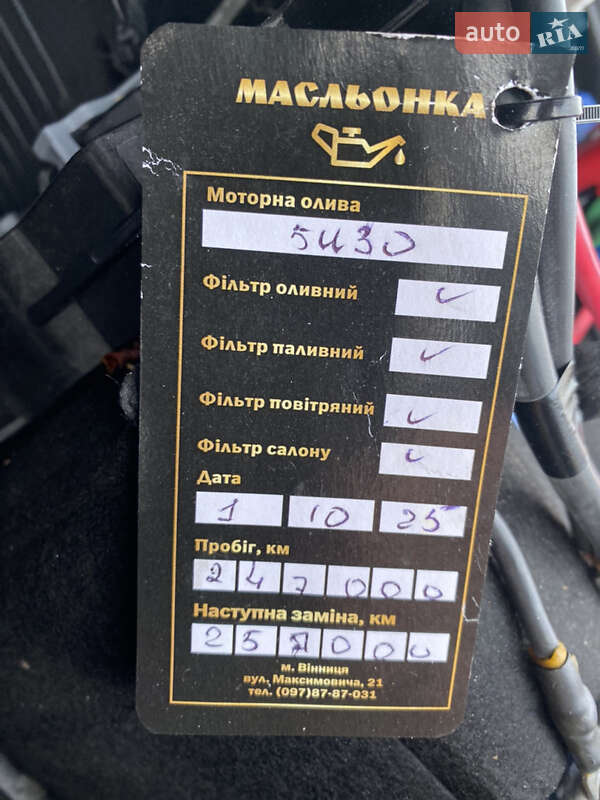 auto RIA.com
МАСЛЬОНКА
Моторна олива
5W30
Фільтр оливний ✓
Фільтр паливний ✓
Фільтр повітряний ✓
Фільтр салону ✓
Дата
1 10 25
Пробіг, км
247000
Наступна заміна, км
м. Вінниця
вул. Максимовича, 21
тел. (097)87-87-031